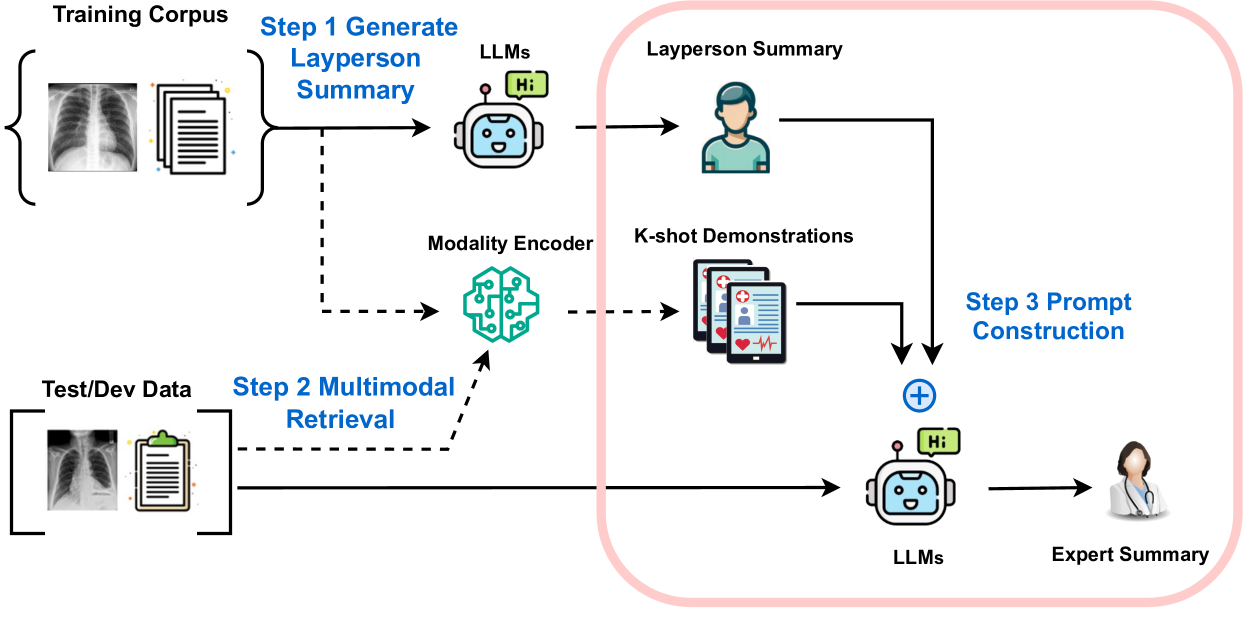 Training Corpus
Step 1 Generate
Layperson
Summary
LLMs
Hi
Layperson Summary
Modality Encoder
K-shot Demonstrations
Step 3 Prompt
Construction
Test/Dev Data
Step 2 Multimodal
Retrieval
Hi
LLMs
Expert Summary